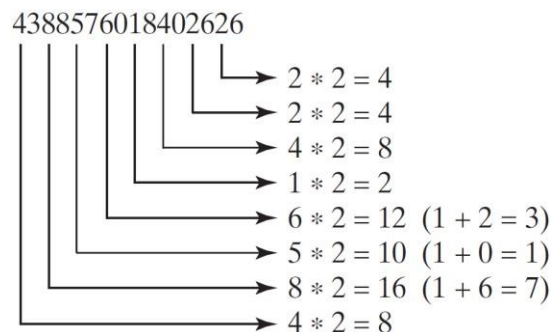 4388576018402626
2 * 2 = 4
2 * 2 = 4
4 * 2 = 8
1 * 2 = 2
6 * 2 = 12 (1 + 2 = 3)
5 * 2 = 10 (1 + 0 = 1)
8 * 2 = 16 (1 + 6 = 7)
4 * 2 = 8